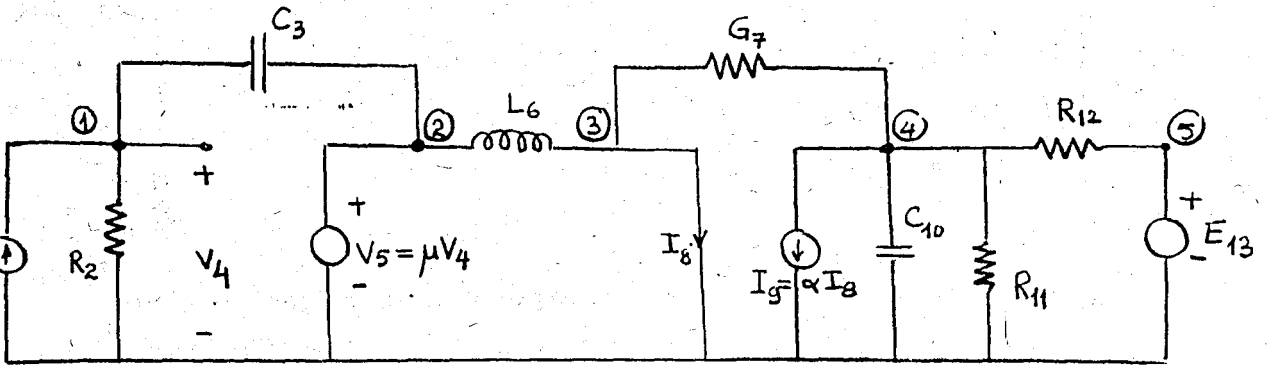 C3
G7
① ② L6 ③ ④ R12 ⑤
+
R2 V4
-
+
V5 = μV4
-
I8
I9 = αI8
C10
R11
+
E13
-